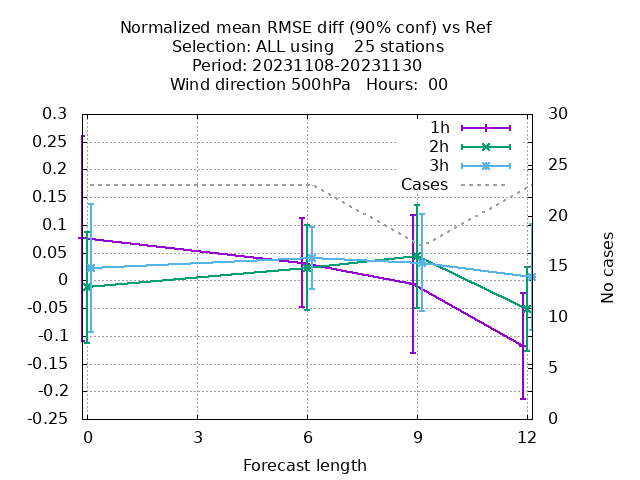 Normalized mean RMSE diff (90% conf) vs Ref
Selection: ALL using    25 stations
Period: 20231108-20231130
Wind direction 500hPa   Hours:  00
0.3
0.25
0.2
0.15
0.1
0.05
0
-0.05
-0.1
-0.15
-0.2
-0.25
1h
2h
3h
Cases
30
25
20
15
10
5
0
No cases
0 3 6 9 12
Forecast length